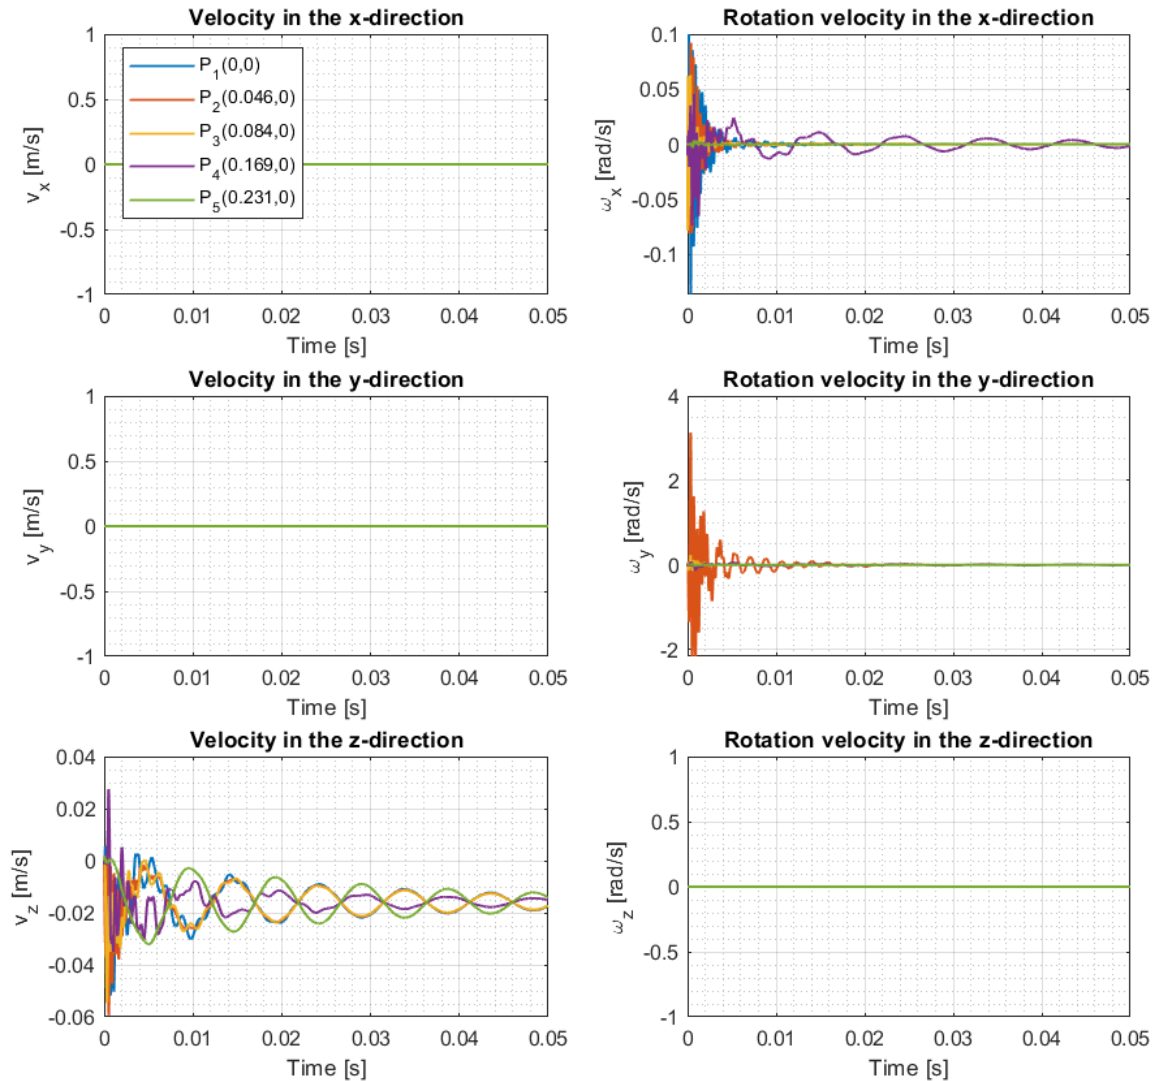 Velocity in the x-direction
1
0.5
0
-0.5
-1
v_x [m/s]
P_1(0,0)
P_2(0.046,0)
P_3(0.084,0)
P_4(0.169,0)
P_5(0.231,0)
0 0.01 0.02 0.03 0.04 0.05
Time [s]
Rotation velocity in the x-direction
0.1
0.05
0
-0.05
-0.1
ω_x [rad/s]
0 0.01 0.02 0.03 0.04 0.05
Time [s]
Velocity in the y-direction
1
0.5
0
-0.5
-1
v_y [m/s]
0 0.01 0.02 0.03 0.04 0.05
Time [s]
Rotation velocity in the y-direction
4
2
0
-2
ω_y [rad/s]
0 0.01 0.02 0.03 0.04 0.05
Time [s]
Velocity in the z-direction
0.04
0.02
0
-0.02
-0.04
-0.06
v_z [m/s]
0 0.01 0.02 0.03 0.04 0.05
Time [s]
Rotation velocity in the z-direction
1
0.5
0
-0.5
-1
ω_z [rad/s]
0 0.01 0.02 0.03 0.04 0.05
Time [s]